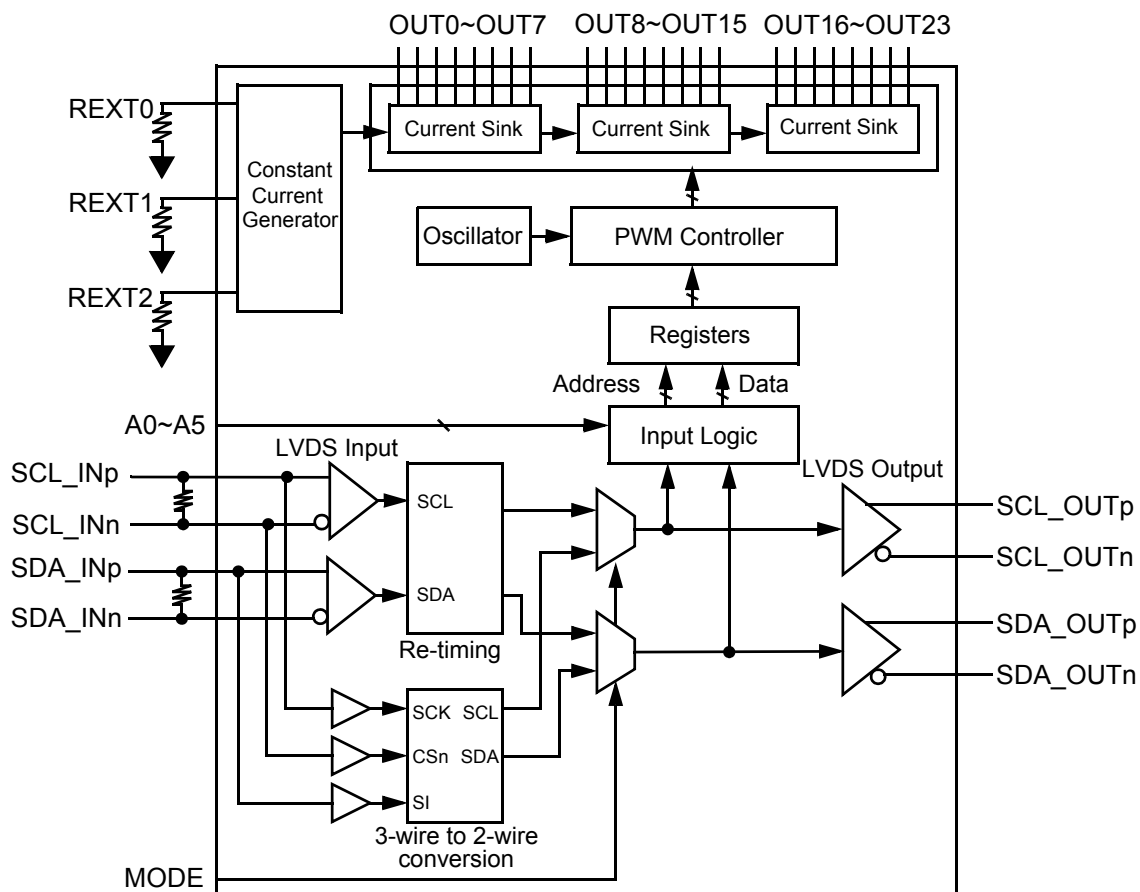 OUT0~OUT7
OUT8~OUT15
OUT16~OUT23
REXT0
REXT1
REXT2
Constant
Current
Generator
Current Sink
Current Sink
Current Sink
Oscillator
PWM Controller
Registers
Address
Data
A0~A5
Input Logic
LVDS Input
LVDS Output
SCL_INp
SCL_INn
SDA_INp
SDA_INn
SCL
SDA
Re-timing
SCL_OUTp
SCL_OUTn
SDA_OUTp
SDA_OUTn
SCK
SCL
CSn
SDA
SI
3-wire to 2-wire
conversion
MODE